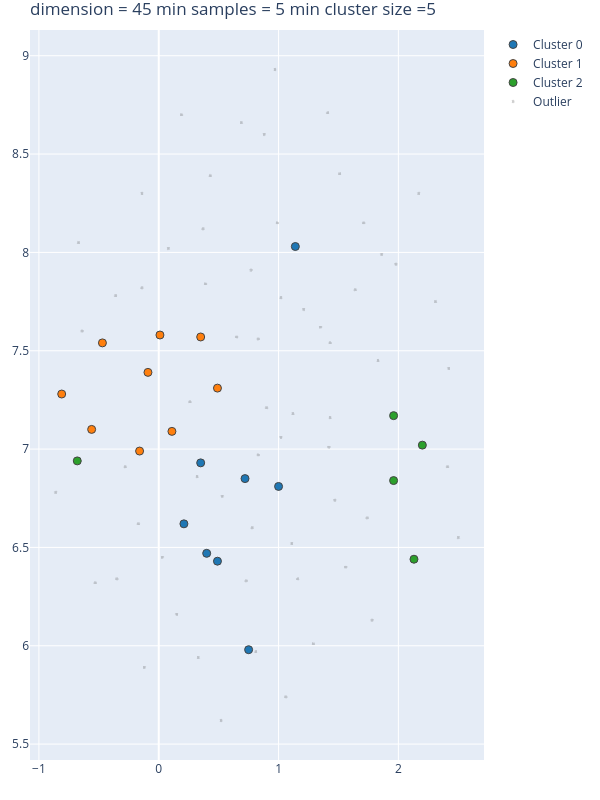 dimension = 45 min samples = 5 min cluster size =5
Cluster 0
Cluster 1
Cluster 2
Outlier
9
8.5
8
7.5
7
6.5
6
5.5
−1
0
1
2